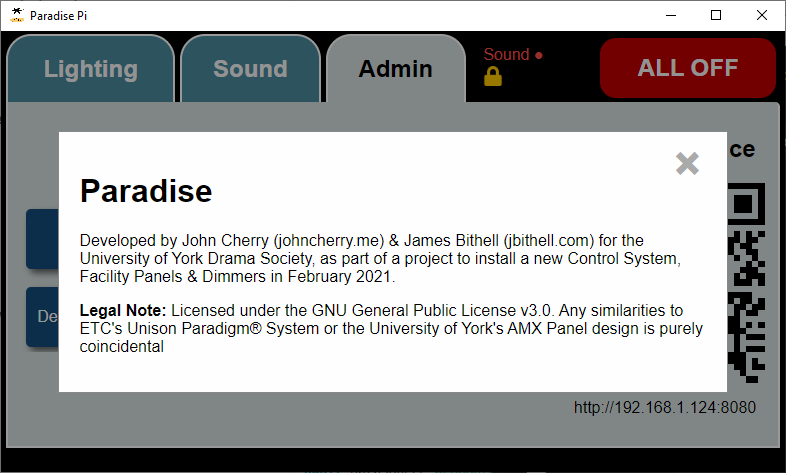 Paradise Pi
Lighting
Sound
Admin
Sound
ALL OFF
ce
Paradise
Developed by John Cherry (johncherry.me) & James Bithell (jbithell.com) for the
University of York Drama Society, as part of a project to install a new Control System,
Facility Panels & Dimmers in February 2021.
De
Legal Note: Licensed under the GNU General Public License v3.0. Any similarities to
ETC's Unison Paradigm® System or the University of York's AMX Panel design is purely
coincidental
http://192.168.1.124:8080